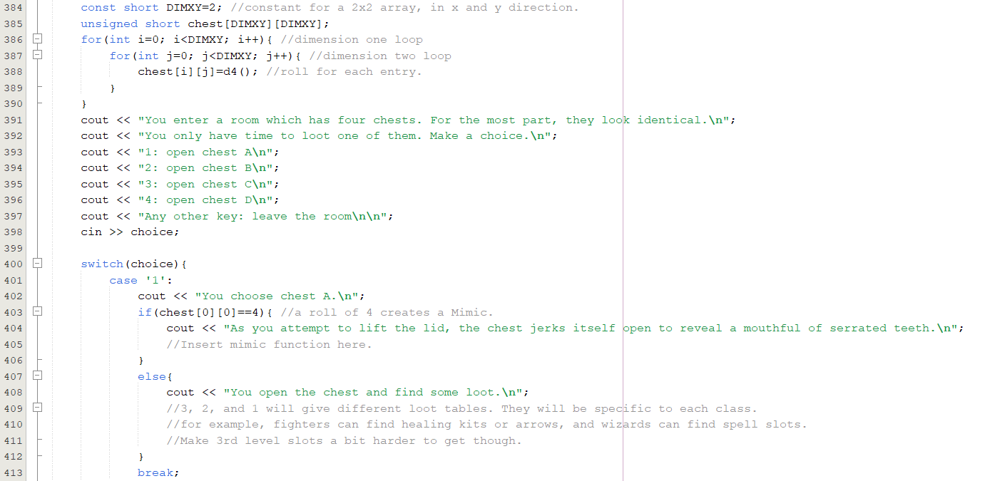 384 const short DIMXY=2; //constant for a 2x2 array, in x and y direction.
385 unsigned short chest[DIMXY][DIMXY];
386 for(int i=0; i<DIMXY; i++){ //dimension one loop
387 for(int j=0; j<DIMXY; j++){ //dimension two loop
388 chest[i][j]=d4(); //roll for each entry.
389 }
390 }
391 cout << "You enter a room which has four chests. For the most part, they look identical.\n";
392 cout << "You only have time to loot one of them. Make a choice.\n";
393 cout << "1: open chest A\n";
394 cout << "2: open chest B\n";
395 cout << "3: open chest C\n";
396 cout << "4: open chest D\n";
397 cout << "Any other key: leave the room\n\n";
398 cin >> choice;
399
400 switch(choice){
401 case '1':
402 cout << "You choose chest A.\n";
403 if(chest[0][0]==4){ //a roll of 4 creates a Mimic.
404 cout << "As you attempt to lift the lid, the chest jerks itself open to reveal a mouthful of serrated teeth.\n";
405 //Insert mimic function here.
406 }
407 else{
408 cout << "You open the chest and find some loot.\n";
409 //3, 2, and 1 will give different loot tables. They will be specific to each class.
410 //for example, fighters can find healing kits or arrows, and wizards can find spell slots.
411 //Make 3rd level slots a bit harder to get though.
412 }
413 break;